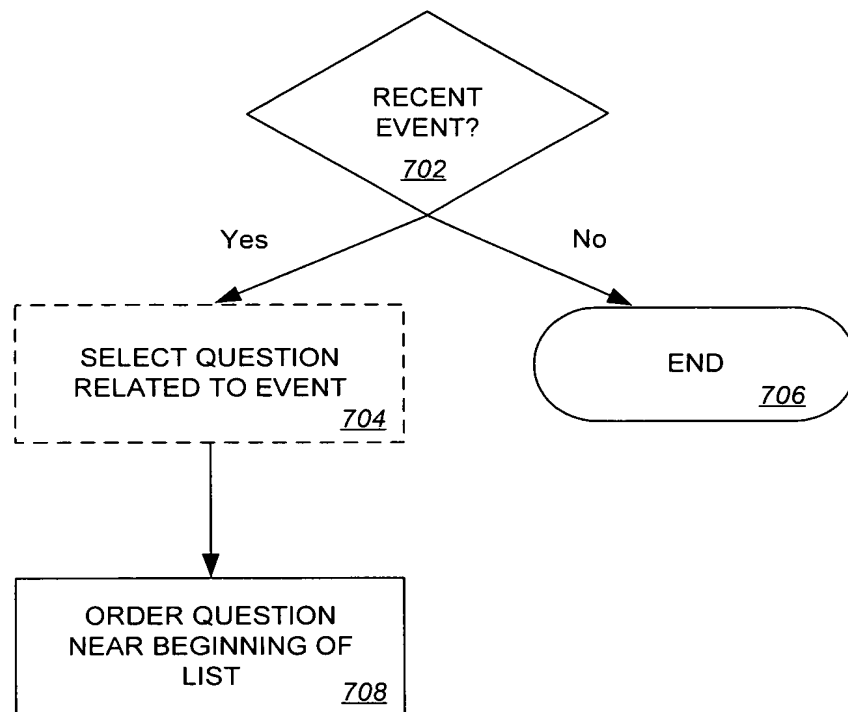 RECENT
EVENT?
702
Yes
No
SELECT QUESTION
RELATED TO EVENT
704
END
706
ORDER QUESTION
NEAR BEGINNING OF
LIST
708